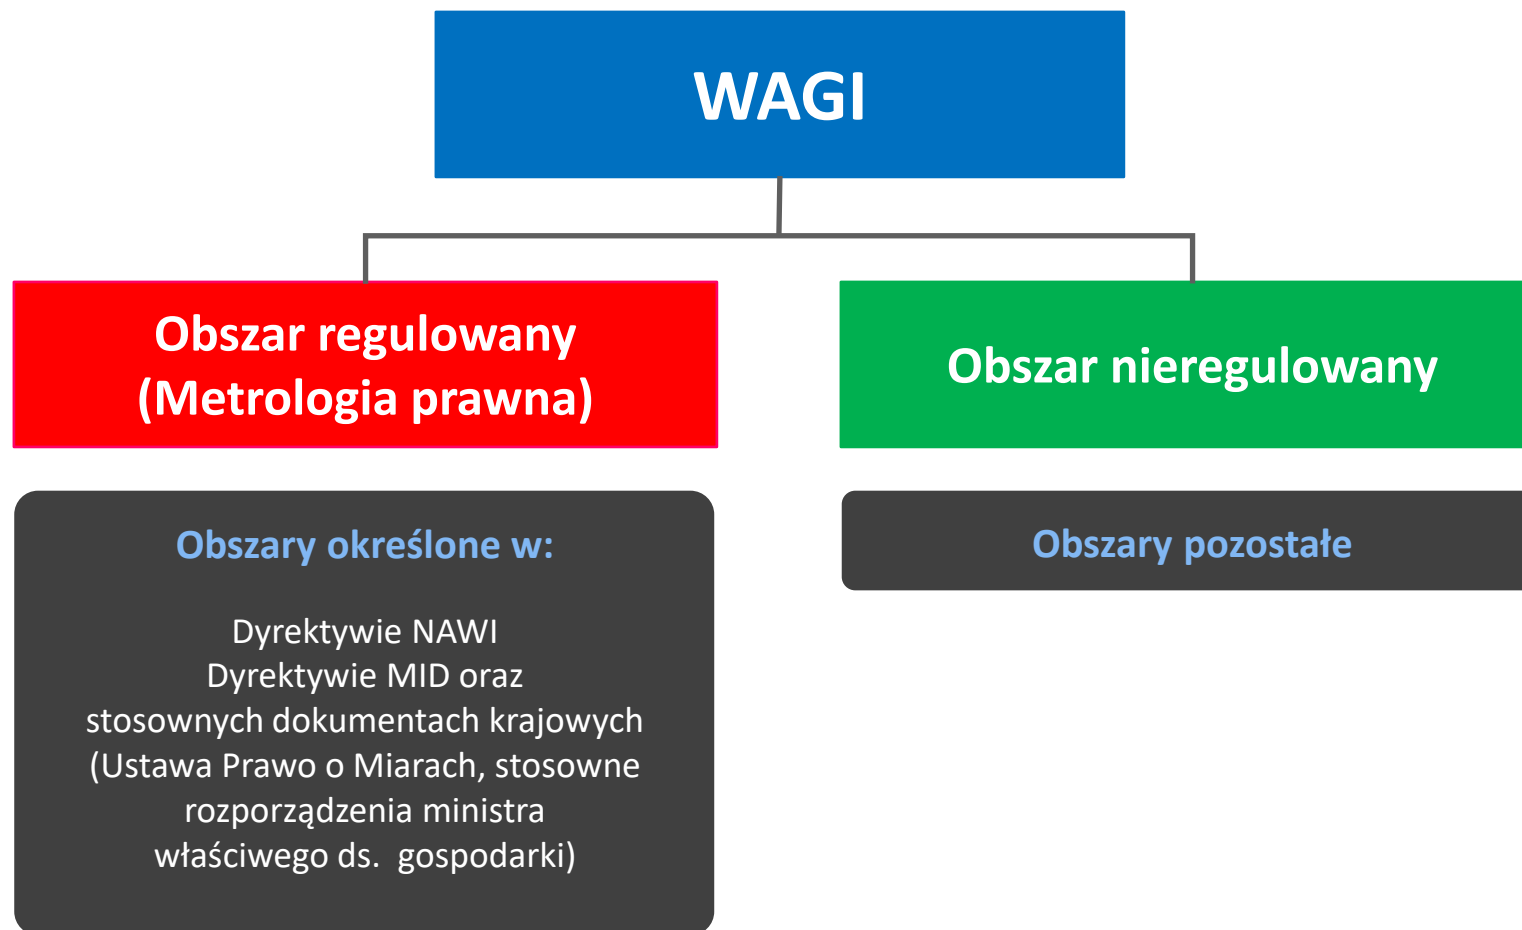 WAGI
Obszar regulowany
(Metrologia prawna)
Obszar nieregulowany
Obszary określone w:
Dyrektywie NAWI
Dyrektywie MID oraz
stosownych dokumentach krajowych
(Ustawa Prawo o Miarach, stosowne
rozporządzenia ministra
właściwego ds. gospodarki)
Obszary pozostałe